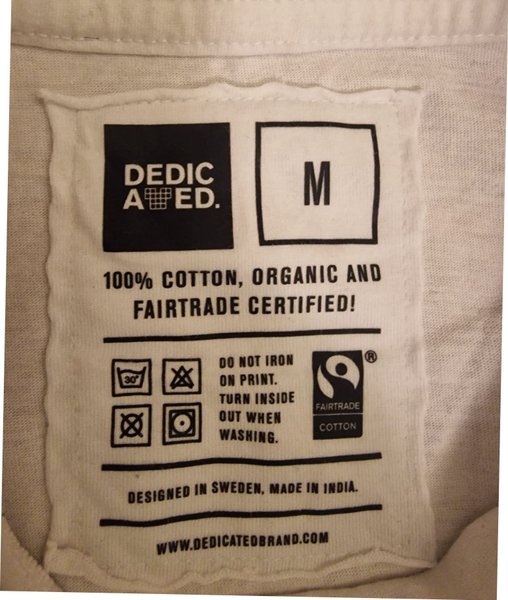 DEDIC
ATED.
M
100% COTTON, ORGANIC AND
FAIRTRADE CERTIFIED!
30°
DO NOT IRON
ON PRINT.
TURN INSIDE
OUT WHEN
WASHING.
®
FAIRTRADE
COTTON
DESIGNED IN SWEDEN, MADE IN INDIA.
WWW.DEDICATEDBRAND.COM